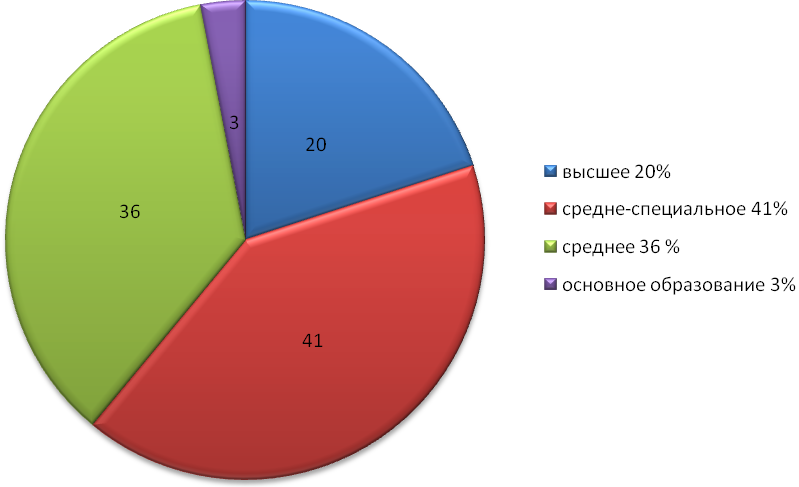 3
20
36
41
высшее 20%
средне-специальное 41%
среднее 36 %
основное образование 3%